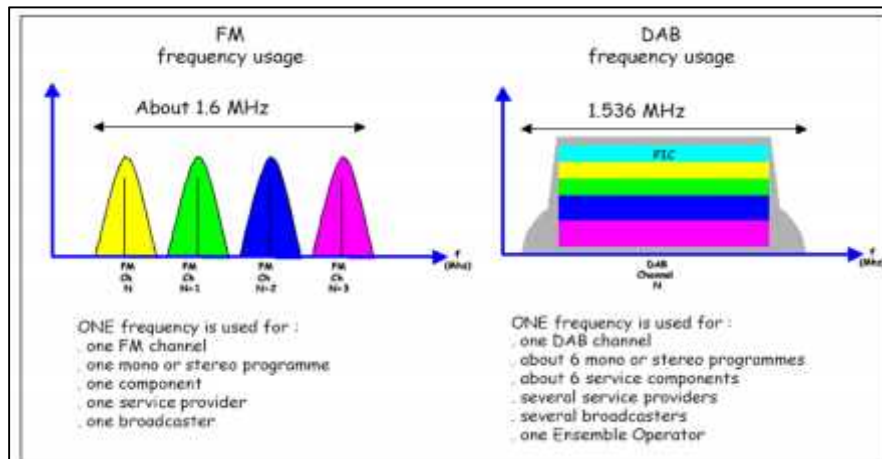 FM
frequency usage
About 1.6 MHz
f
(Mhz)
FM
Ch
N
FM
Ch
N+1
FM
Ch
N+2
FM
Ch
N+3
ONE frequency is used for :
. one FM channel
. one mono or stereo programme
. one component
. one service provider
. one broadcaster
DAB
frequency usage
1.536 MHz
FIC
f
(Mhz)
DAB
Channel
N
ONE frequency is used for :
. one DAB channel
. about 6 mono or stereo programmes
. about 6 service components
. several service providers
. several broadcasters
. one Ensemble Operator